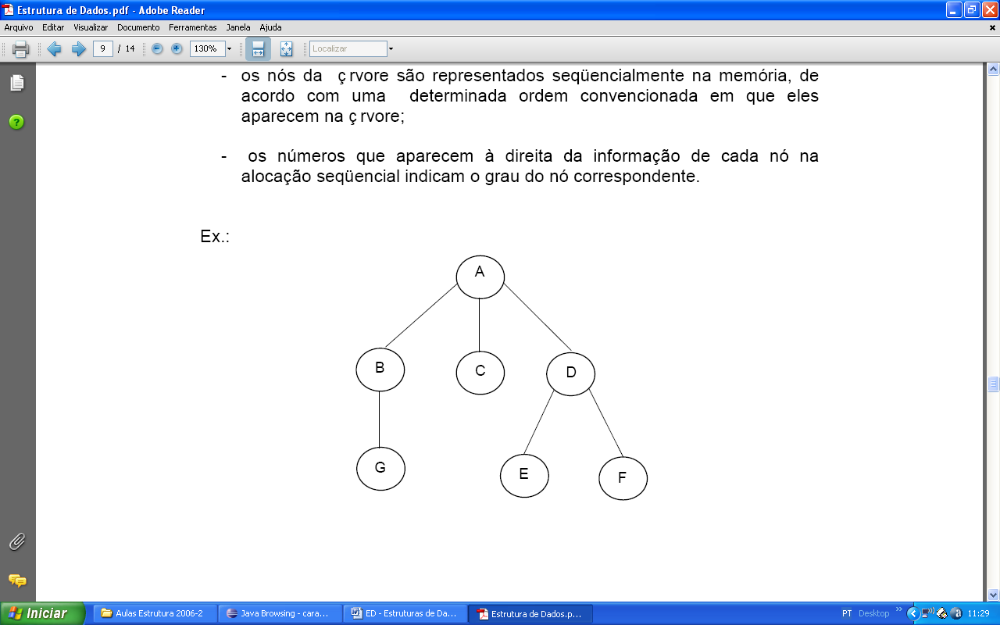 Estrutura de Dados.pdf - Adobe Reader
Arquivo Editar Visualizar Documento Ferramentas Janela Ajuda
9 / 14 130% Localizar
- os nós da ç rvore são representados seqüencialmente na memória, de
acordo com uma determinada ordem convencionada em que eles
aparecem na ç rvore;
- os números que aparecem à direita da informação de cada nó na
alocação seqüencial indicam o grau do nó correspondente.
Ex.:
A
B C D
G E F
Iniciar Aulas Estrutura 2006-2 Java Browsing - cara... ED - Estruturas de Da... Estrutura de Dados.p... PT Desktop 11:29